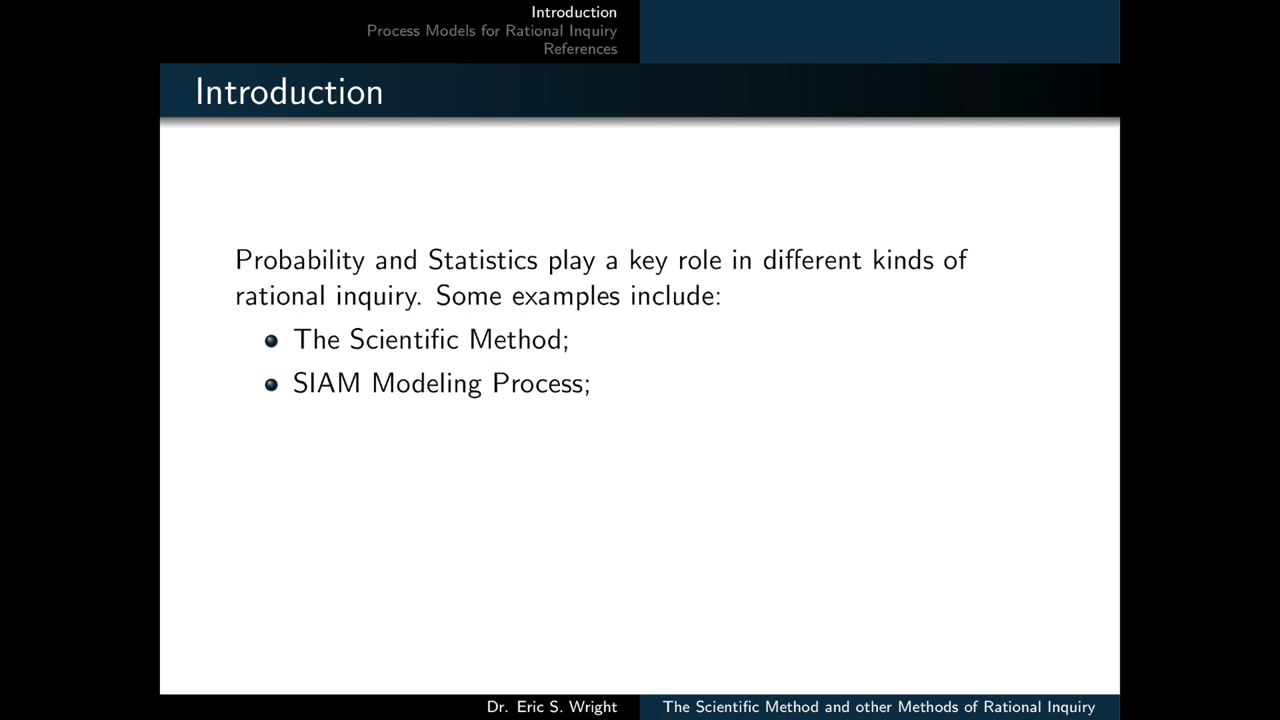 Introduction
Process Models for Rational Inquiry
References
Introduction
Probability and Statistics play a key role in different kinds of
rational inquiry. Some examples include:
The Scientific Method;
SIAM Modeling Process;
Dr. Eric S. Wright
The Scientific Method and other Methods of Rational Inquiry